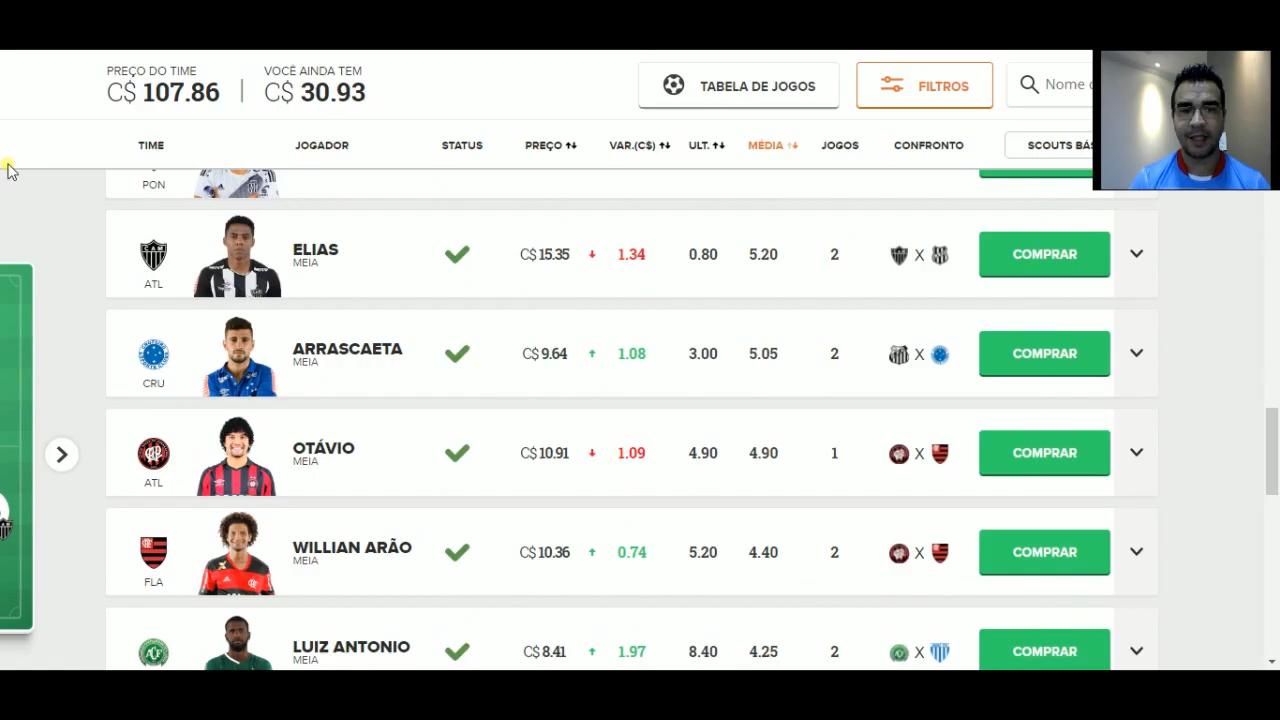 PREÇO DO TIME
C$ 107.86
VOCÊ AINDA TEM
C$ 30.93
TABELA DE JOGOS
FILTROS
Nome
TIME JOGADOR STATUS PREÇO VAR.(C$) ULT. MÉDIA JOGOS CONFRONTO SCOUTS BÁS
PON
ELIAS
MEIA
ATL
C$ 15.35 1.34 0.80 5.20 2 X COMPRAR
ARRASCAETA
MEIA
CRU
C$ 9.64 1.08 3.00 5.05 2 X COMPRAR
OTÁVIO
MEIA
ATL
C$ 10.91 1.09 4.90 4.90 1 X COMPRAR
WILLIAN ARÃO
MEIA
FLA
C$ 10.36 0.74 5.20 4.40 2 X COMPRAR
LUIZ ANTONIO
MEIA
C$ 8.41 1.97 8.40 4.25 2 X COMPRAR